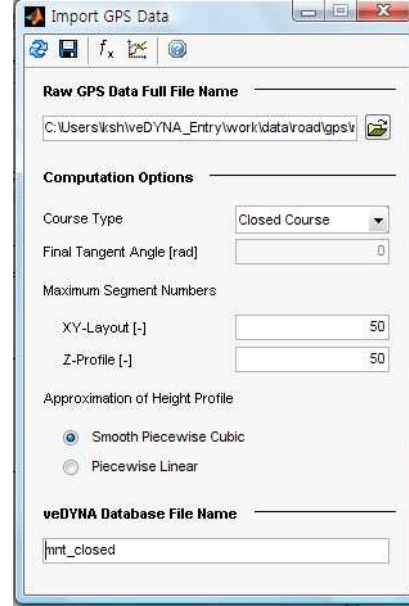 Import GPS Data
fx
Raw GPS Data Full File Name
C:\Users\ksh\veDYNA_Entry\work\data\road\gps\
Computation Options
Course Type Closed Course
Final Tangent Angle [rad] 0
Maximum Segment Numbers
XY-Layout [-] 50
Z-Profile [-] 50
Approximation of Height Profile
Smooth Piecewise Cubic
Piecewise Linear
veDYNA Database File Name
mnt_closed